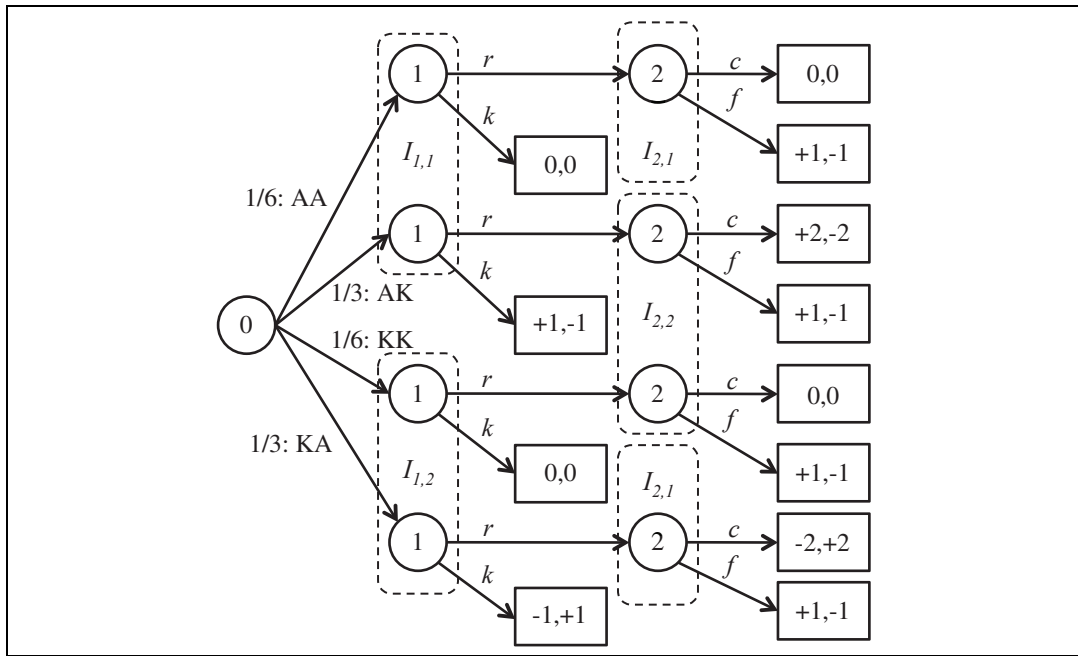 1 r 2 c 0,0
k f
I1,1 0,0 I2,1 +1,-1
1/6: AA
1 r 2 c +2,-2
k f
1/3: AK
0 +1,-1 I2,2 +1,-1
1/6: KK
1 r 2 c 0,0
k f
1/3: KA
I1,2 0,0 I2,1 +1,-1
1 r 2 c -2,+2
k f
-1,+1 +1,-1